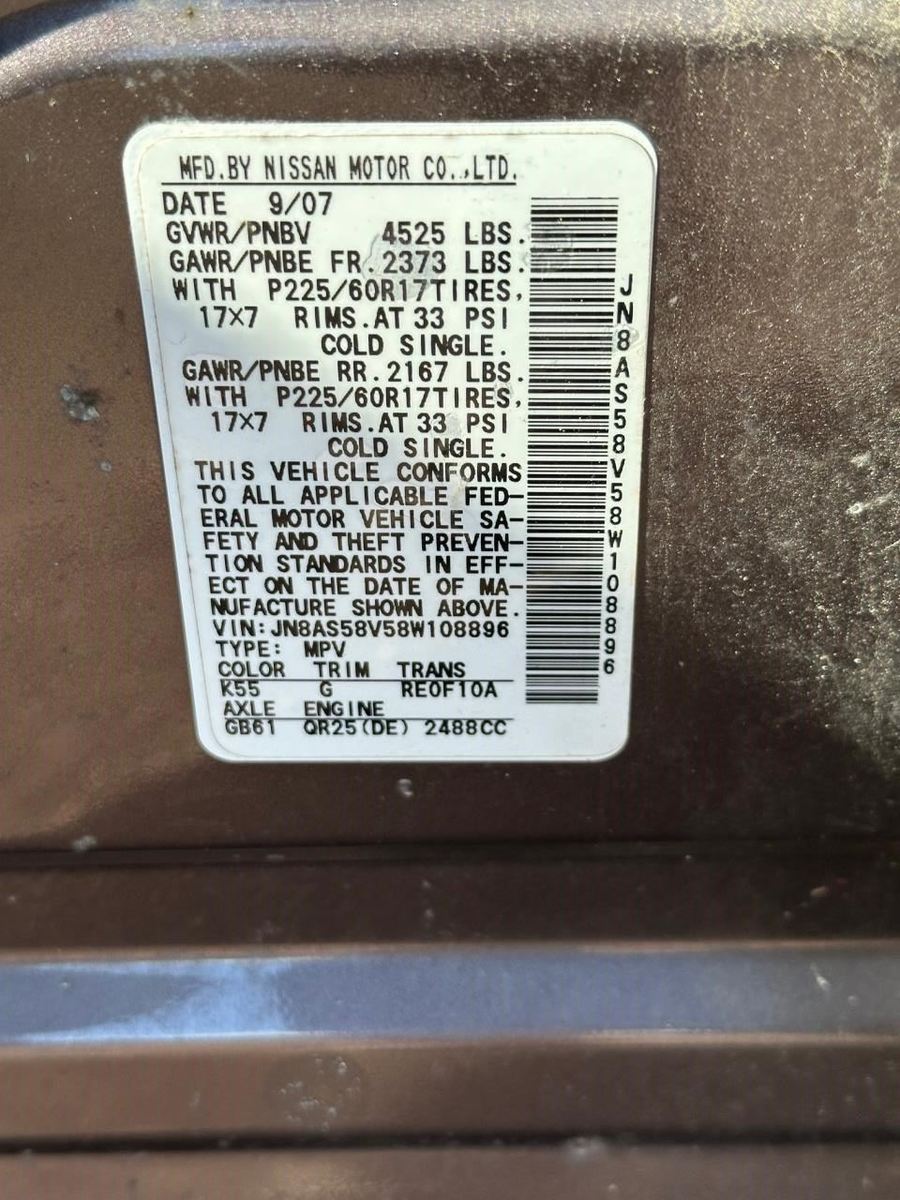 MFD.BY NISSAN MOTOR CO.,LTD.
DATE 9/07
GVWR/PNBV 4525 LBS.
GAWR/PNBE FR.2373 LBS.
WITH P225/60R17TIRES,
17×7 RIMS.AT 33 PSI
COLD SINGLE.
GAWR/PNBE RR.2167 LBS.
WITH P225/60R17TIRES,
17×7 RIMS.AT 33 PSI
COLD SINGLE.
THIS VEHICLE CONFORMS
TO ALL APPLICABLE FED-
ERAL MOTOR VEHICLE SA-
FETY AND THEFT PREVEN-
TION STANDARDS IN EFF-
ECT ON THE DATE OF MA-
NUFACTURE SHOWN ABOVE.
VIN:JN8AS58V58W108896
TYPE: MPV
COLOR TRIM TRANS
K55 G RE0F10A
AXLE ENGINE
GB61 QR25(DE) 2488CC
JN8AS58V58W108896